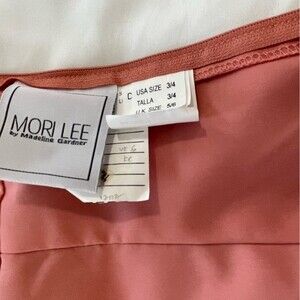 MORI LEE
by Madeline Gardner
C USA SIZE 3/4
TALLA 3/4
U.K. SIZE 5/6